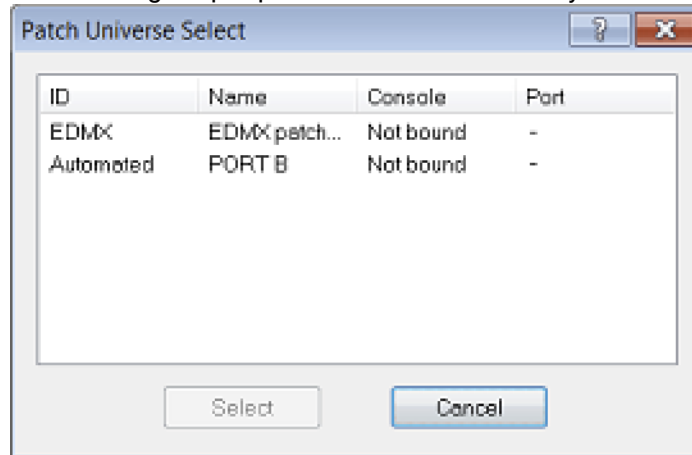 Patch Universe Select
ID Name Console Port
EDMX EDMX patch... Not bound -
Automated PORT B Not bound -
Select Cancel